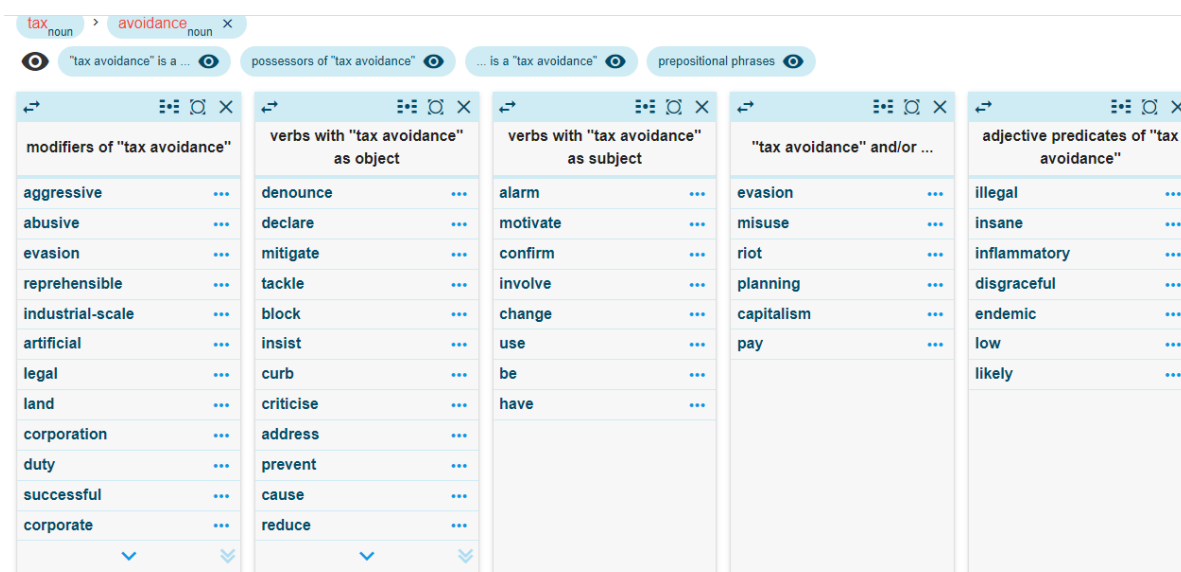 tax noun > avoidance noun ×
"tax avoidance" is a ... possessors of "tax avoidance" ... is a "tax avoidance" prepositional phrases
modifiers of "tax avoidance"
aggressive
abusive
evasion
reprehensible
industrial-scale
artificial
legal
land
corporation
duty
successful
corporate
verbs with "tax avoidance"
as object
denounce
declare
mitigate
tackle
block
insist
curb
criticise
address
prevent
cause
reduce
verbs with "tax avoidance"
as subject
alarm
motivate
confirm
involve
change
use
be
have
"tax avoidance" and/or ...
evasion
misuse
riot
planning
capitalism
pay
adjective predicates of "tax
avoidance"
illegal
insane
inflammatory
disgraceful
endemic
low
likely